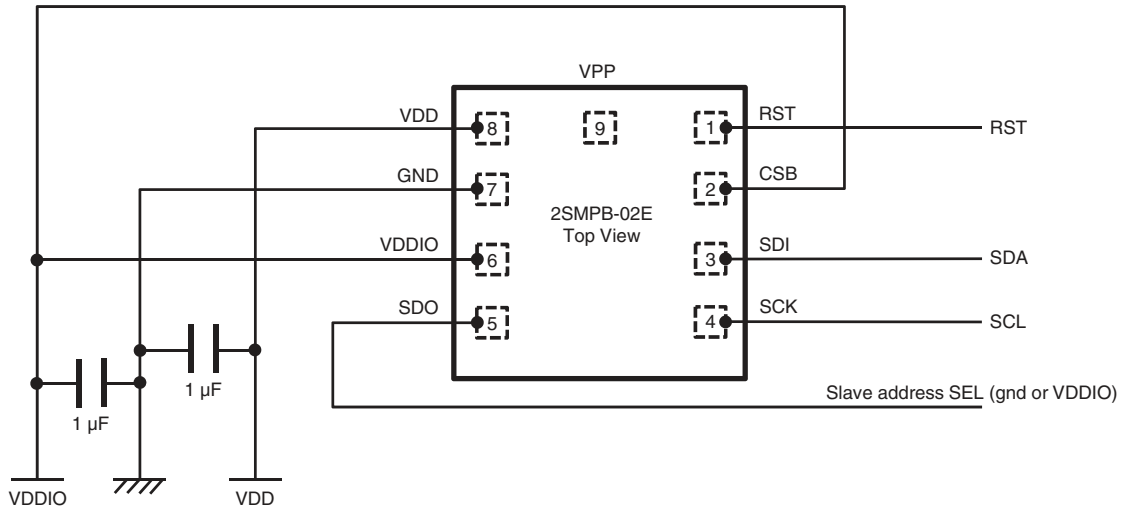 VPP
VDD
8
9
1
RST
RST
GND
7
2
CSB
2SMPB-02E
Top View
VDDIO
6
3
SDI
SDA
SDO
5
4
SCK
SCL
1 µF
1 µF
Slave address SEL (gnd or VDDIO)
VDDIO
VDD